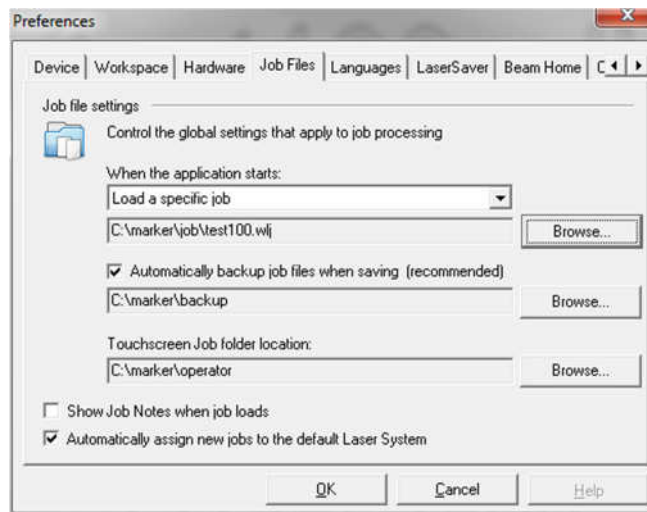 Preferences
Device Workspace Hardware Job Files Languages LaserSaver Beam Home
Job file settings
Control the global settings that apply to job processing
When the application starts:
Load a specific job
C:\marker\job\test100.wlj Browse...
Automatically backup job files when saving (recommended)
C:\marker\backup Browse...
Touchscreen Job folder location:
C:\marker\operator Browse...
Show Job Notes when job loads
Automatically assign new jobs to the default Laser System
OK Cancel Help